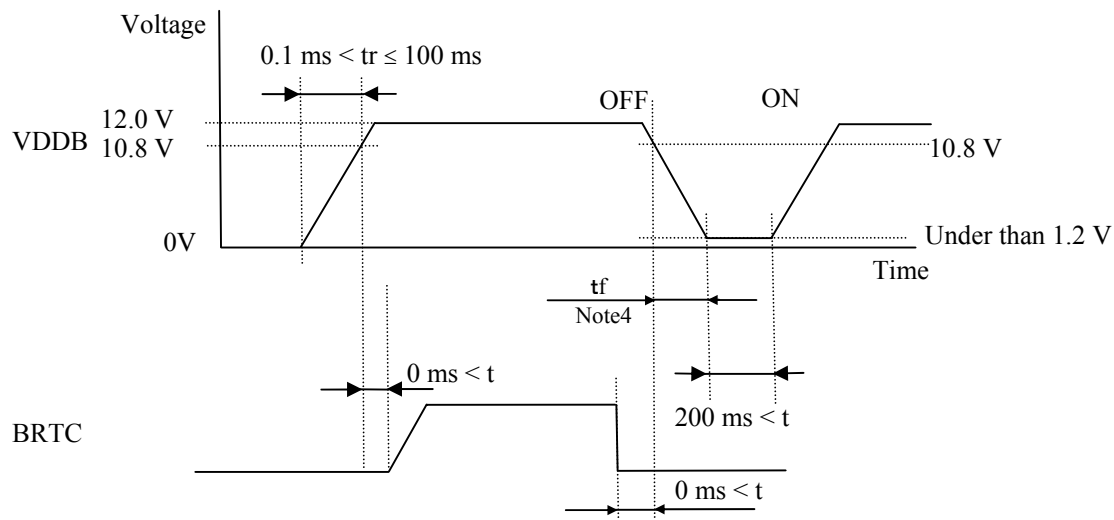 Voltage
0.1 ms < tr ≤ 100 ms
OFF ON
12.0 V
VDDB
10.8 V
10.8 V
0V
Under than 1.2 V
Time
tf
Note4
0 ms < t
200 ms < t
BRTC
0 ms < t